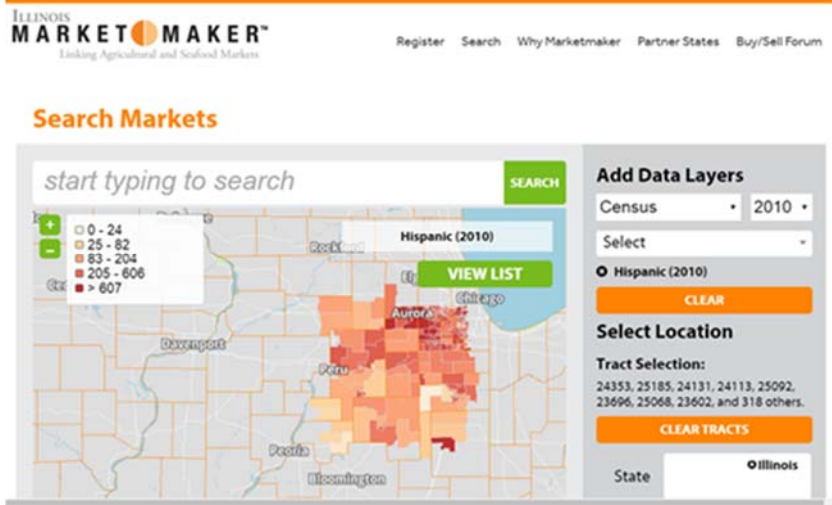 ILLINOIS
MARKET MAKER™
Linking Agricultural and Seafood Markets
Register Search Why Marketmaker Partner States Buy/Sell Forum
Search Markets
start typing to search
SEARCH
+
-
0 - 24
25 - 82
83 - 204
205 - 606
> 607
Hispanic (2010)
VIEW LIST
Chicago
Aurora
Davenport
Peru
Peoria
Bloomington
Add Data Layers
Census 2010
Select
Hispanic (2010)
CLEAR
Select Location
Tract Selection:
24353, 25185, 24131, 24113, 25092,
23696, 25068, 23602, and 318 others.
CLEAR TRACTS
State Illinois